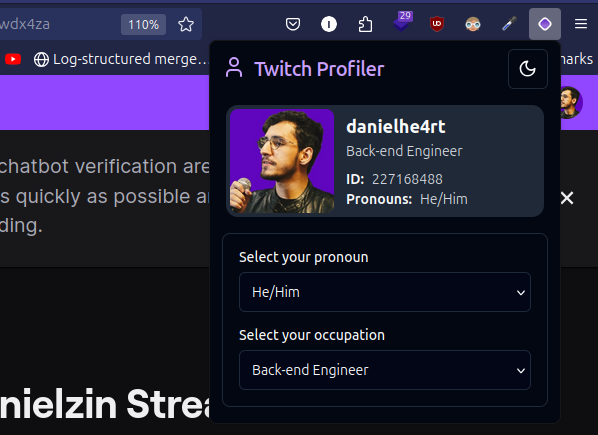 wdx4za
110%
29
Log-structured merge...
marks
Twitch Profiler
danielhe4rt
Back-end Engineer
ID: 227168488
Pronouns: He/Him
chatbot verification are
s quickly as possible a
ding.
Select your pronoun
He/Him
Select your occupation
Back-end Engineer
nielzin Strea